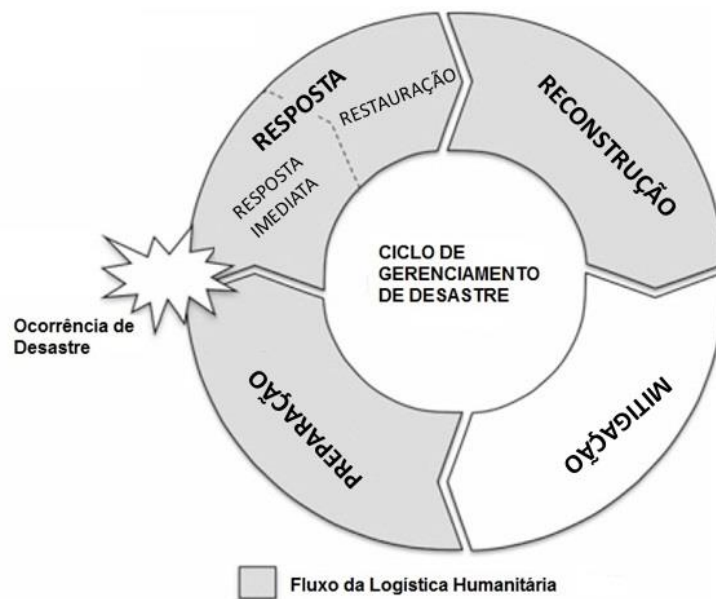 RESPOSTA
RESTAURAÇÃO
RESPOSTA
IMEDIATA
RECONSTRUÇÃO
CICLO DE
GERENCIAMENTO
DE DESASTRE
Ocorrência de
Desastre
PREPARAÇÃO
MITIGAÇÃO
Fluxo da Logística Humanitária